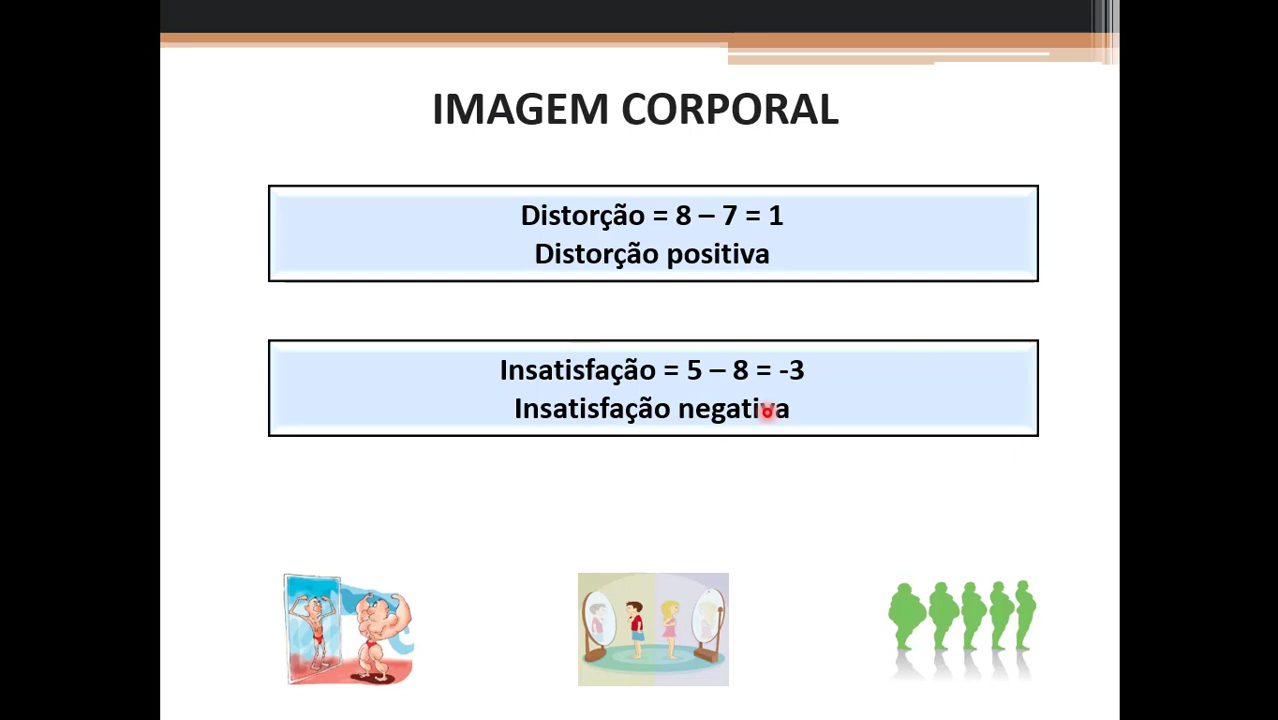 IMAGEM CORPORAL
Distorção = 8 – 7 = 1
Distorção positiva
Insatisfação = 5 – 8 = -3
Insatisfação negativa